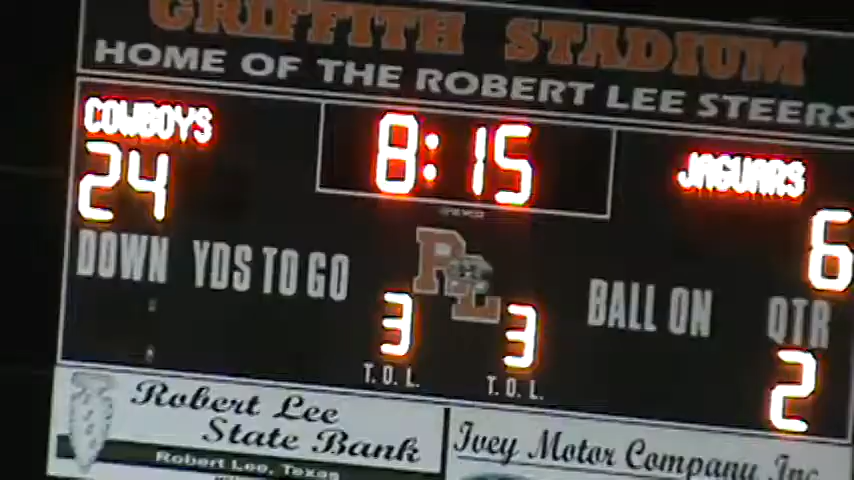 GRIFFITH STADIUM
HOME OF THE ROBERT LEE STEERS
COWBOYS 8:15 JAGUARS
24 6
DOWN YDS TO GO RL BALL ON QTR
3 3 2
T.O.L. T.O.L.
Robert Lee
State Bank
Robert Lee, Texas
Ivey Motor Company Inc